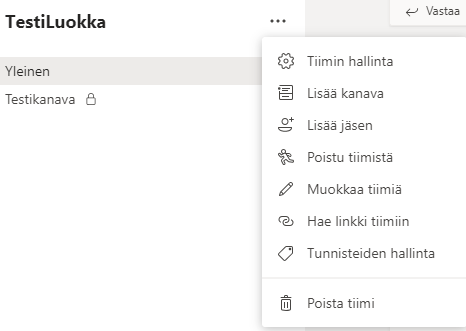 TestiLuokka
Vastaa
Yleinen
Testikanava
Tiimin hallinta
Lisää kanava
Lisää jäsen
Poistu tiimistä
Muokkaa tiimiä
Hae linkki tiimiin
Tunnisteiden hallinta
Poista tiimi